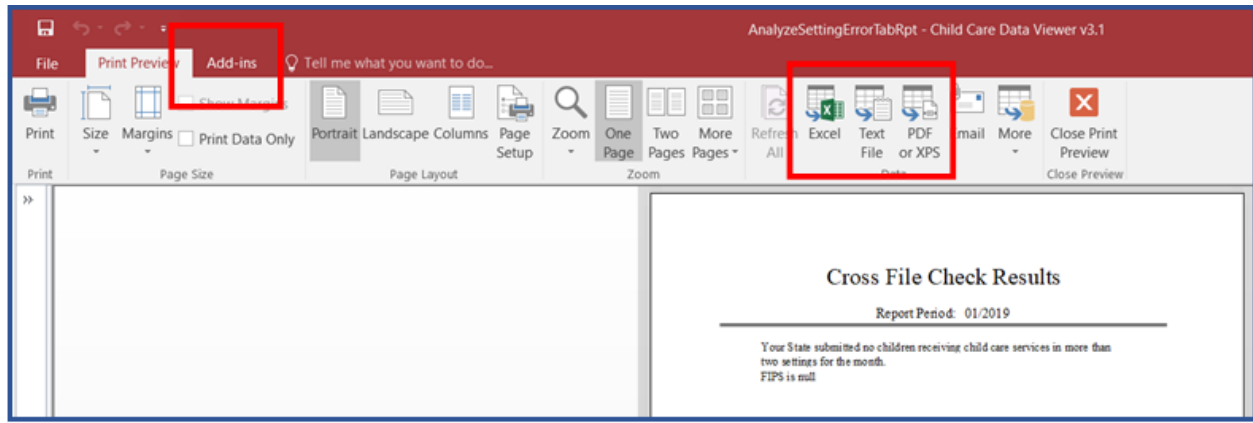 AnalyzeSettingErrorTabRpt - Child Care Data Viewer v3.1
File Print Preview Add-ins Tell me what you want to do...
Print Size Margins Show Margins Print Data Only Portrait Landscape Columns Page Setup Zoom One Page Two Pages More Pages Refresh All Excel Text File PDF or XPS Email More Close Print Preview
Print Page Size Page Layout Zoom Data Close Preview
Cross File Check Results
Report Period: 01/2019
Your State submitted no children receiving child care services in more than
two settings for the month.
FIPS is null